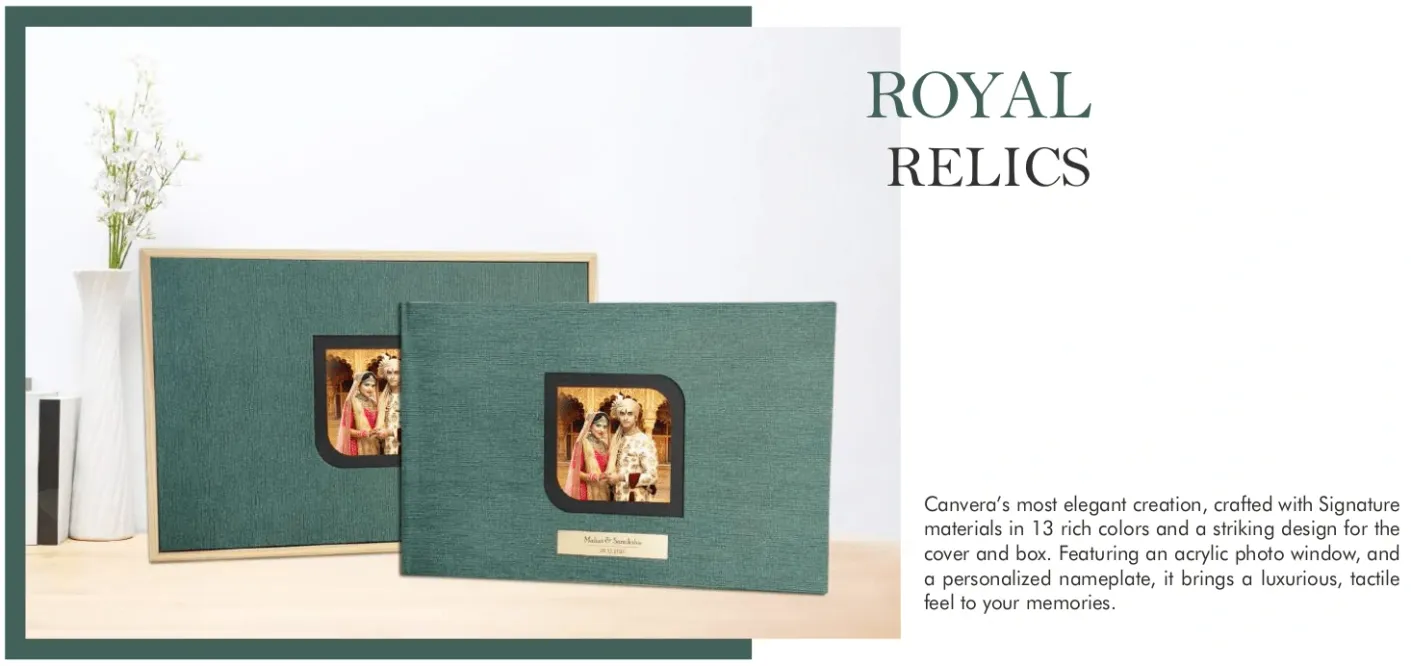 ROYAL
RELICS
Canvera's most elegant creation, crafted with Signature
materials in 13 rich colors and a striking design for the
cover and box. Featuring an acrylic photo window, and
a personalized nameplate, it brings a luxurious, tactile
feel to your memories.